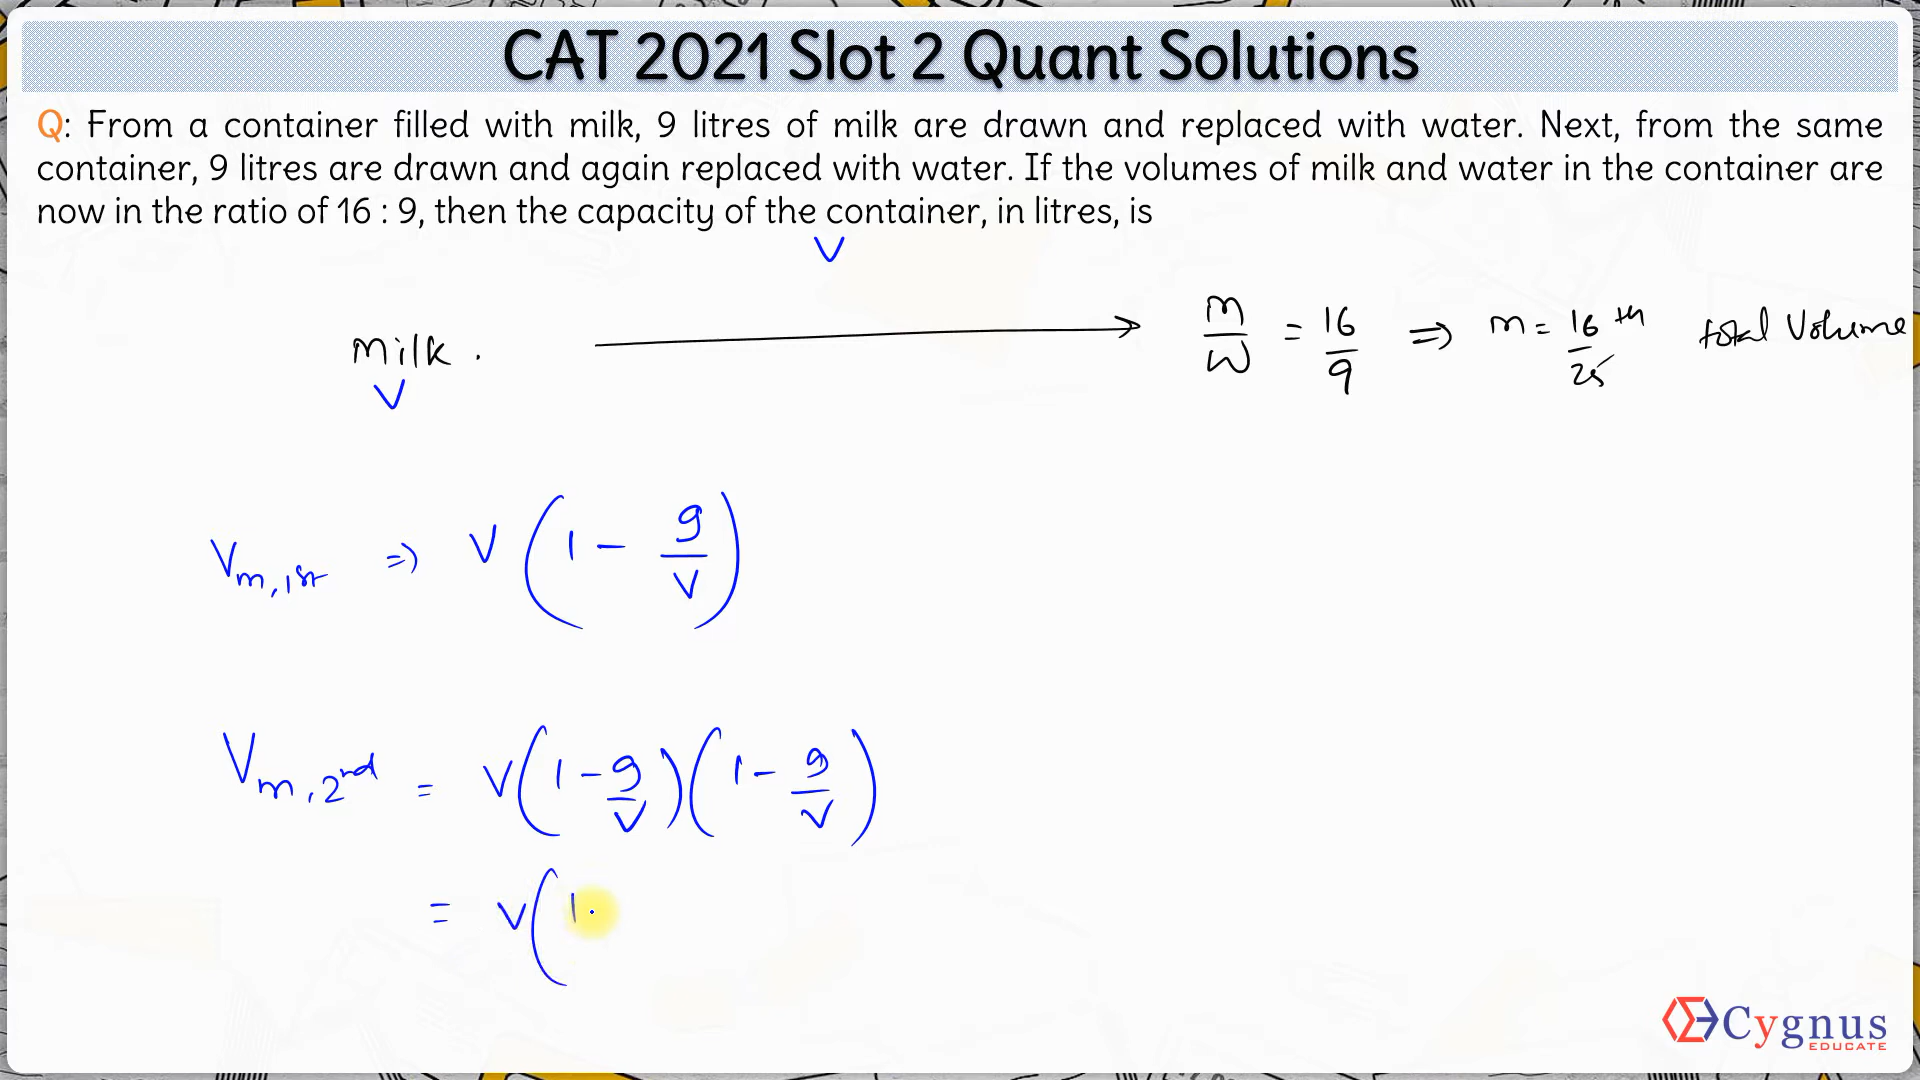 CAT 2021 Slot 2 Quant Solutions
Q: From a container filled with milk, 9 litres of milk are drawn and replaced with water. Next, from the same
container, 9 litres are drawn and again replaced with water. If the volumes of milk and water in the container are
now in the ratio of 16 : 9, then the capacity of the container, in litres, is
V
Milk . → m/W = 16/9 ⇒ m = 16/25 th total Volume
V
Vm,1st => V(1 - 9/V)
Vm,2nd = V(1 - 9/V)(1 - 9/V)
= V(1
Cygnus
EDUCATE